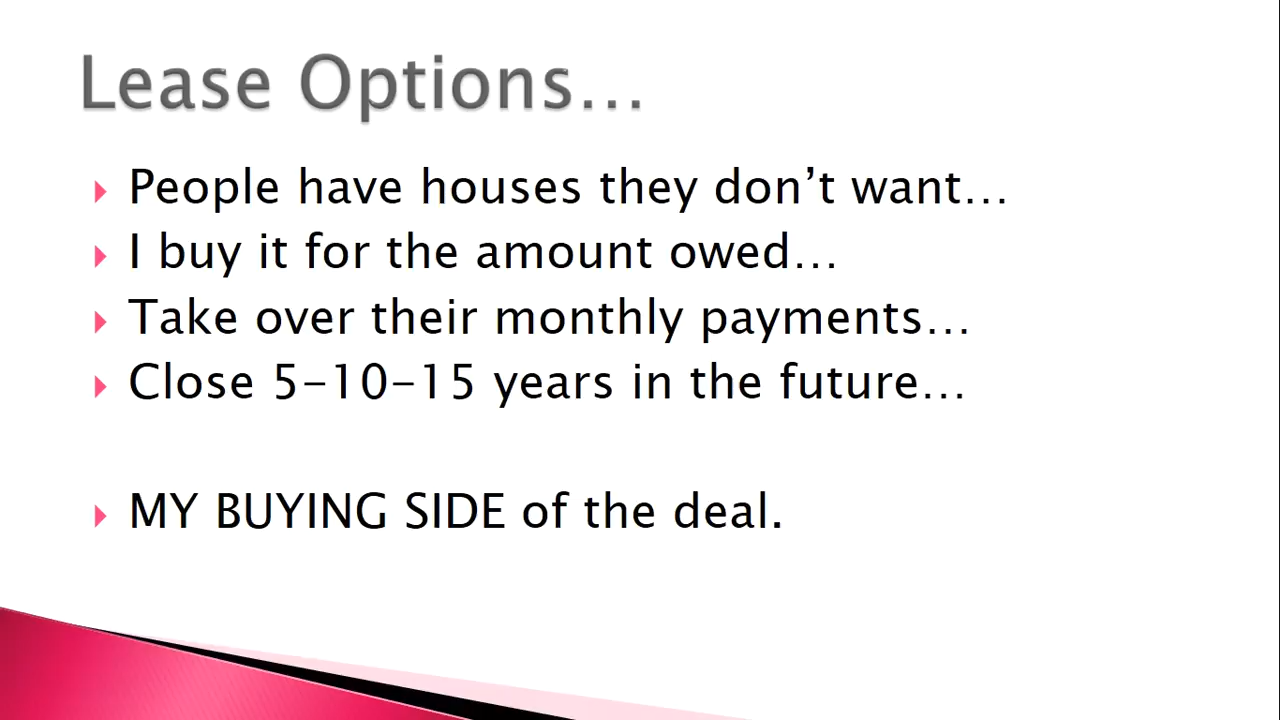 Lease Options…
People have houses they don’t want…
I buy it for the amount owed…
Take over their monthly payments…
Close 5-10-15 years in the future…
MY BUYING SIDE of the deal.